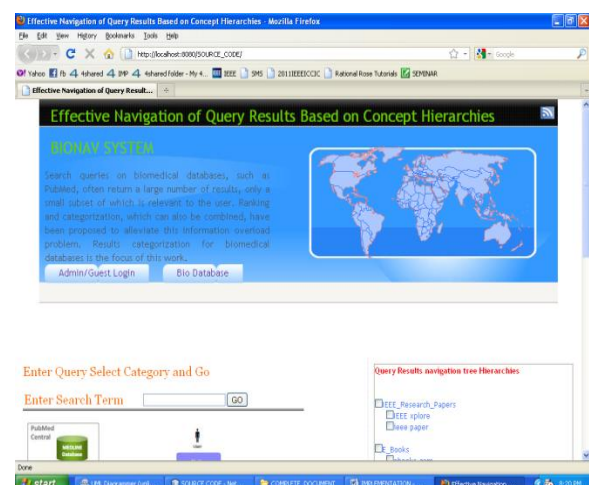 Effective Navigation of Query Results Based on Concept Hierarchies - Mozilla Firefox
File Edit View History Bookmarks Tools Help
http://localhost:8080/SOURCE_CODE/
Google
Yahoo fb 4shared IMP 4shared folder - My 4... IEEE SMS 2011IEEEICCIC Rational Rose Tutorials SEMINAR
Effective Navigation of Query Result...
Effective Navigation of Query Results Based on Concept Hierarchies
BIONAV SYSTEM
Search queries on biomedical databases, such as
PubMed, often return a large number of results, only a
small subset of which is relevant to the user. Ranking
and categorization, which can also be combined, have
been proposed to alleviate this information overload
problem. Results categorization for biomedical
databases is the focus of this work.
Admin/Guest Login Bio Database
Enter Query Select Category and Go
Enter Search Term GO
PubMed
Central
MEDLINE
Database
Query Results navigation tree Hierarchies
IEEE_Research_Papers
IEEE xplore
ieee paper
E_Books
Done
start UML Diagrammer SOURCE CODE - Net... COMPLETE_DOCUMENT IMPLEMENTATION - Effective Navigation 8:20 PM